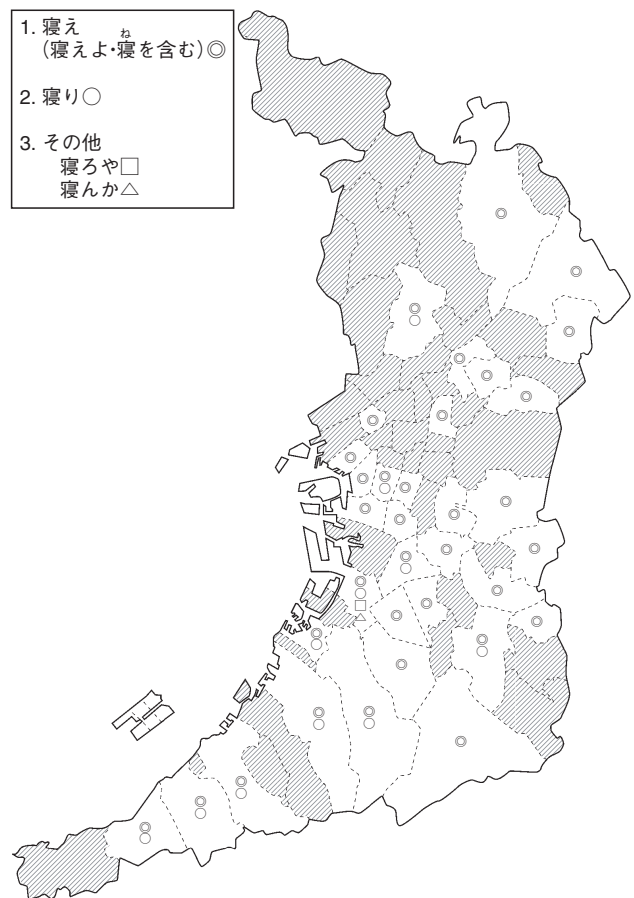 1. 寝え
ね
(寝えよ・寝を含む)◎
2. 寝り○
3. その他
寝ろや□
寝んか△